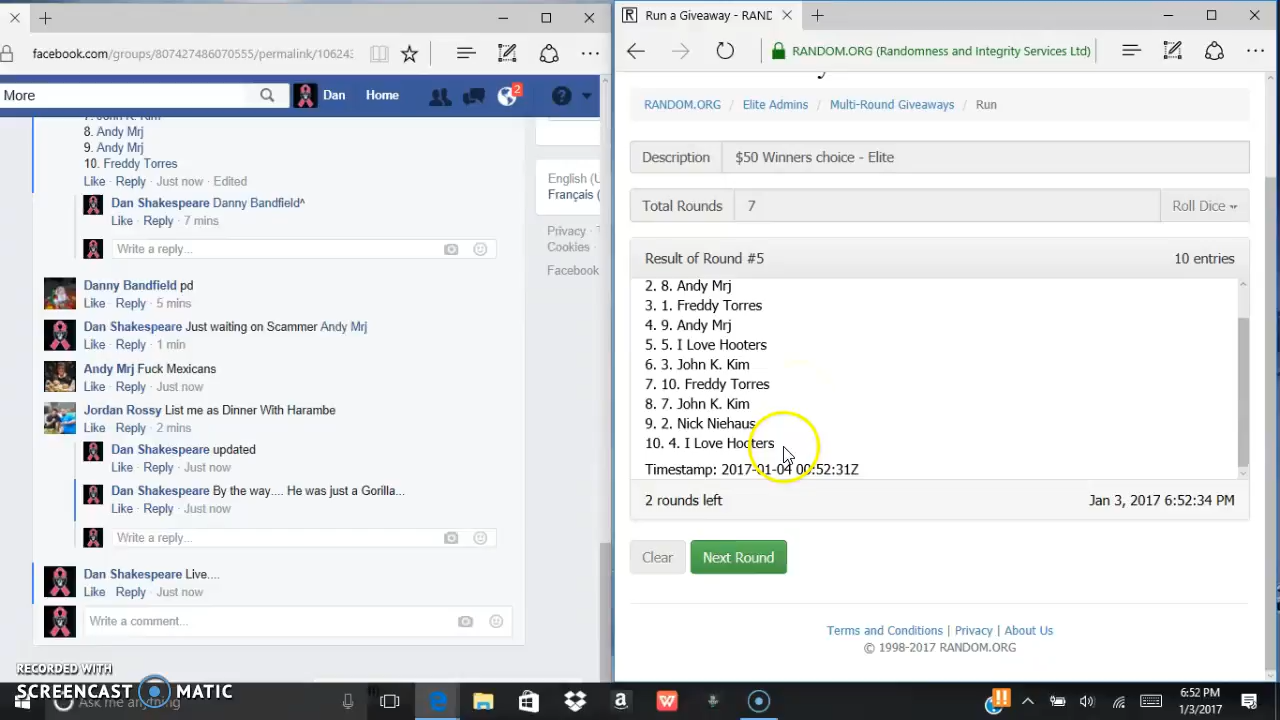 facebook.com/groups/807427486070555/permalink/106243
More
Dan
Home
2
7. John K. Kim
8. Andy Mrj
9. Andy Mrj
10. Freddy Torres
Like · Reply · Just now · Edited
Dan Shakespeare Danny Bandfield^
Like · Reply · 7 mins
Write a reply...
Danny Bandfield pd
Like · Reply · 5 mins
Dan Shakespeare Just waiting on Scammer Andy Mrj
Like · Reply · 1 min
Andy Mrj Fuck Mexicans
Like · Reply · Just now
Jordan Rossy List me as Dinner With Harambe
Like · Reply · 2 mins
Dan Shakespeare updated
Like · Reply · Just now
Dan Shakespeare By the way.... He was just a Gorilla...
Like · Reply · Just now
Write a reply...
Dan Shakespeare Live....
Like · Reply · Just now
Write a comment...
English (U
Français (
Privacy ·
Cookies ·
Facebook
Run a Giveaway - RAND
RANDOM.ORG (Randomness and Integrity Services Ltd)
RANDOM.ORG / Elite Admins / Multi-Round Giveaways / Run
Description $50 Winners choice - Elite
Total Rounds 7 Roll Dice
Result of Round #5 10 entries
2. 8. Andy Mrj
3. 1. Freddy Torres
4. 9. Andy Mrj
5. 5. I Love Hooters
6. 3. John K. Kim
7. 10. Freddy Torres
8. 7. John K. Kim
9. 2. Nick Niehaus
10. 4. I Love Hooters
Timestamp: 2017-01-04 00:52:31Z
2 rounds left Jan 3, 2017 6:52:34 PM
Clear Next Round
Terms and Conditions | Privacy | About Us
© 1998-2017 RANDOM.ORG
RECORDED WITH
SCREENCAST MATIC
Ask me anything
6:52 PM
1/3/2017